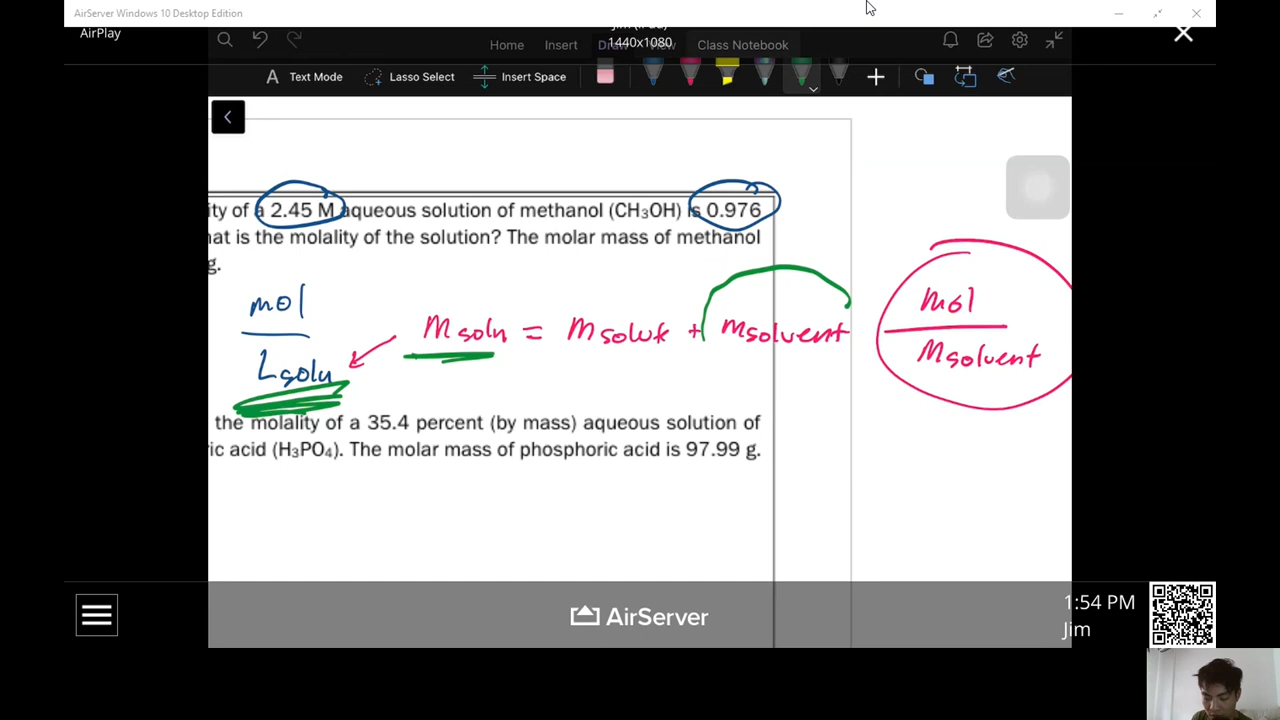 AirServer Windows 10 Desktop Edition
AirPlay
1440x1080
Home Insert Draw View Class Notebook
Text Mode Lasso Select Insert Space
ity of a 2.45 M aqueous solution of methanol (CH3OH) is 0.976
hat is the molality of the solution? The molar mass of methanol
g.
mol
Lsoln
msoln = msolute + msolvent
mol
msolvent
the molality of a 35.4 percent (by mass) aqueous solution of
ric acid (H3PO4). The molar mass of phosphoric acid is 97.99 g.
AirServer
1:54 PM
Jim